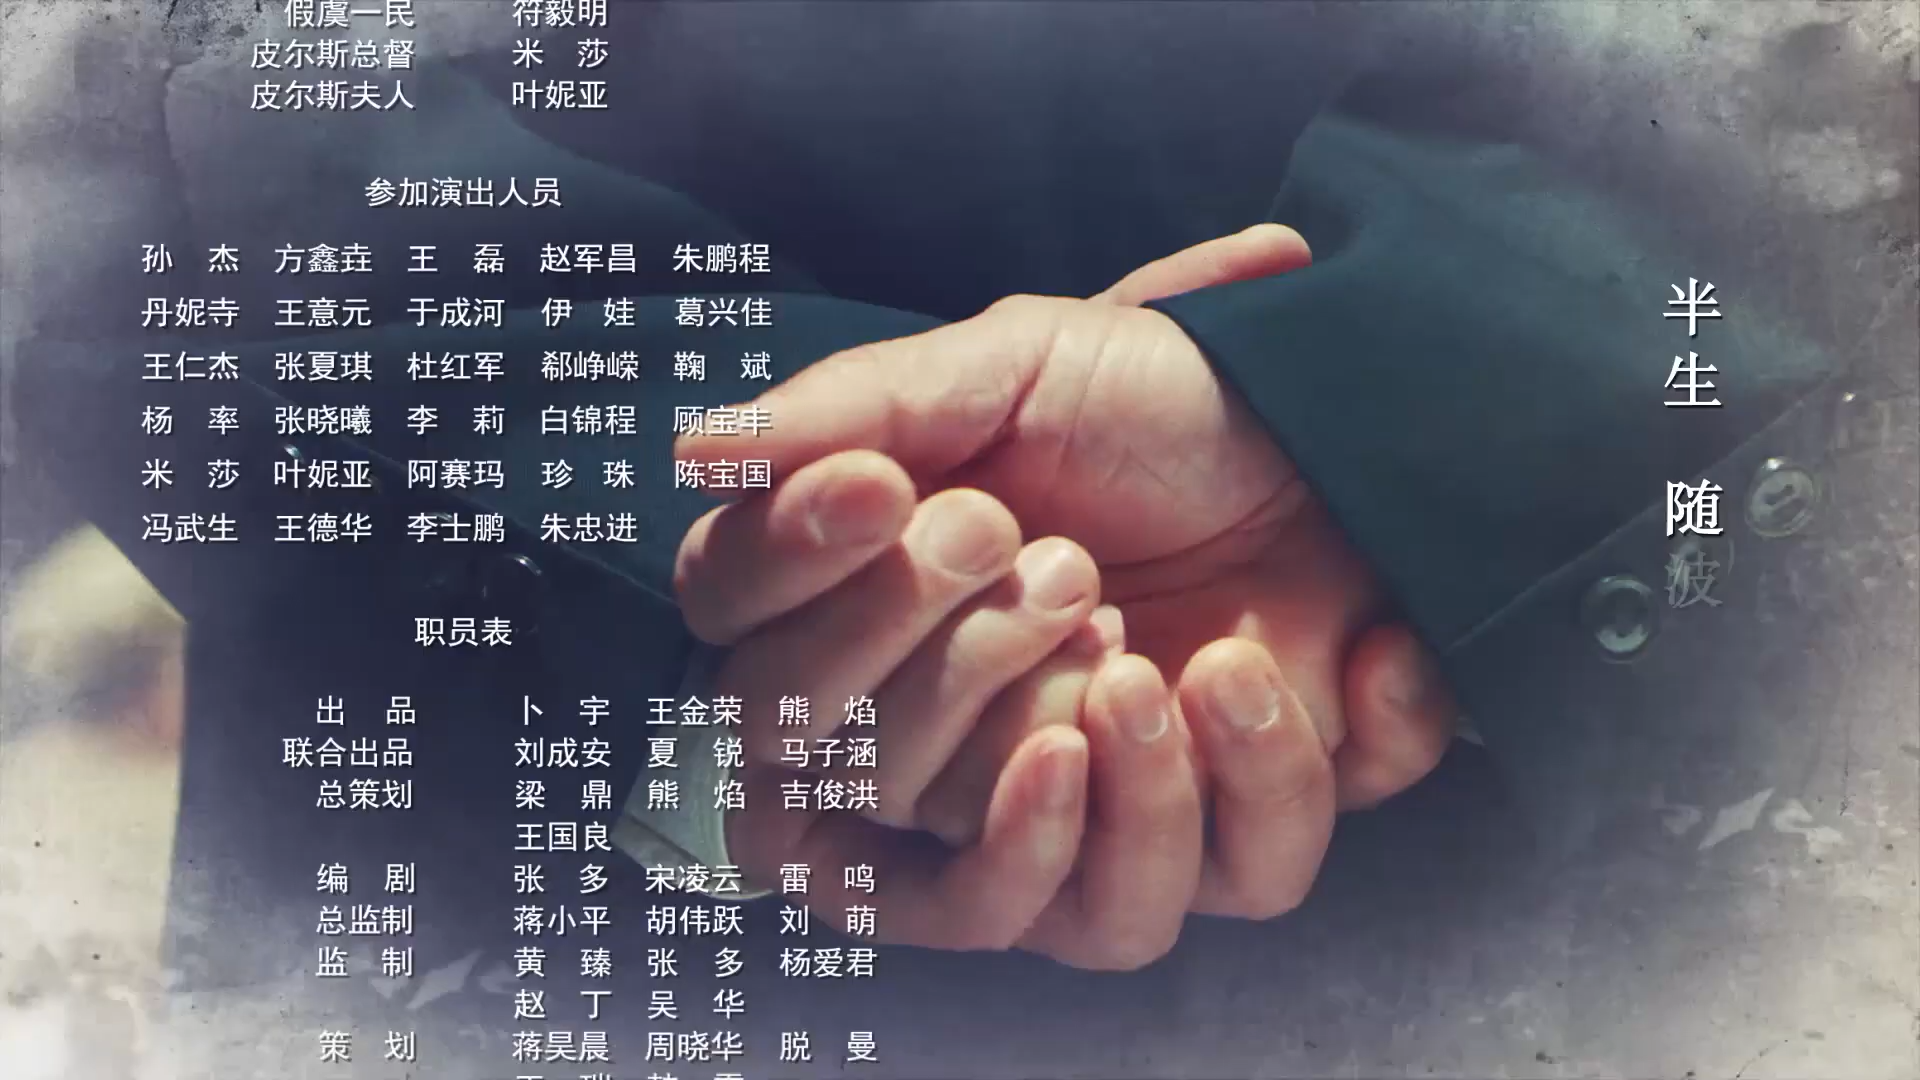 假虞一民 符毅明
皮尔斯总督 米 莎
皮尔斯夫人 叶妮亚
参加演出人员
孙 杰 方鑫垚 王 磊 赵军昌 朱鹏程
丹妮寺 王意元 于成河 伊 娃 葛兴佳
王仁杰 张夏琪 杜红军 郗峥嵘 鞠 斌
杨 率 张晓曦 李 莉 白锦程 顾宝丰
米 莎 叶妮亚 阿赛玛 珍 珠 陈宝国
冯武生 王德华 李士鹏 朱忠进
职员表
出 品 卜 宇 王金荣 熊 焰
联合出品 刘成安 夏 锐 马子涵
总策划 梁 鼎 熊 焰 吉俊洪
王国良
编 剧 张 多 宋凌云 雷 鸣
总监制 蒋小平 胡伟跃 刘 萌
监 制 黄 臻 张 多 杨爱君
赵 丁 吴 华
策 划 蒋昊晨 周晓华 脱 曼
半生 随波